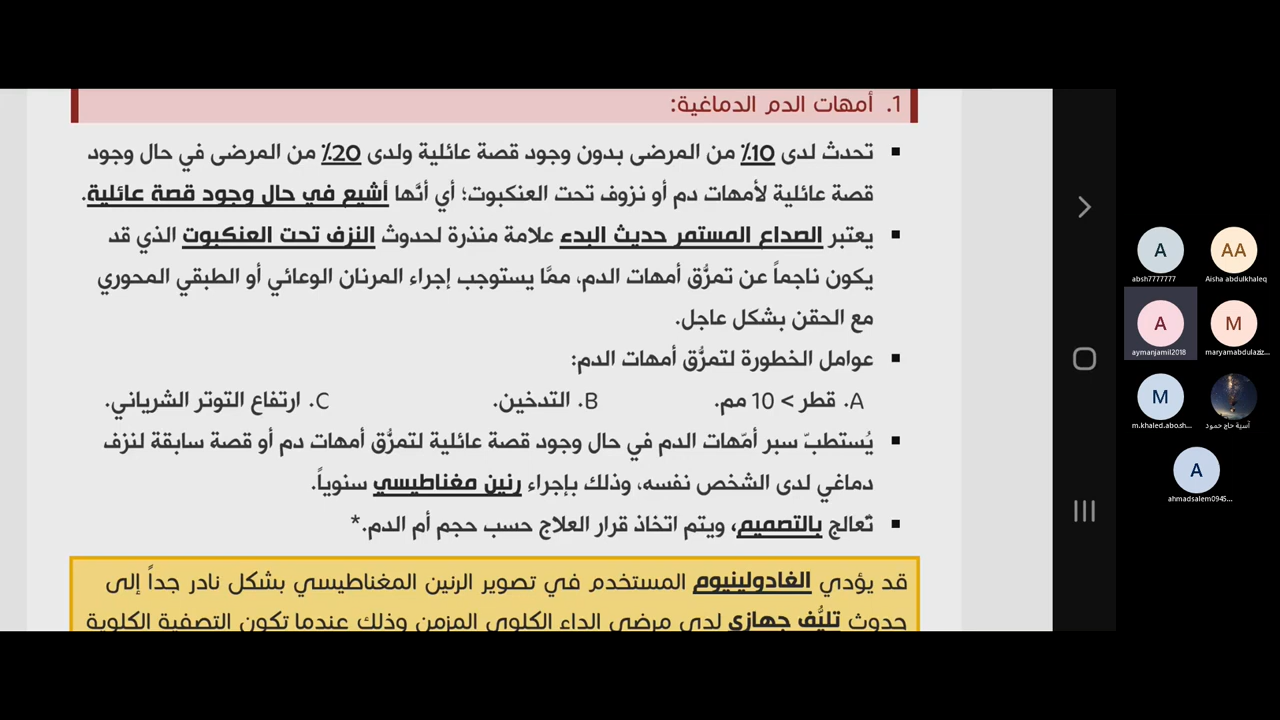 1. أمهات الدم الدماغية:
▪ تحدث لدى 10٪ من المرضى بدون وجود قصة عائلية ولدى 20٪ من المرضى في حال وجود
قصة عائلية لأمهات دم أو نزوف تحت العنكبوت؛ أي أنَّها أشيع في حال وجود قصة عائلية.
▪ يعتبر الصداع المستمر حديث البدء علامة منذرة لحدوث النزف تحت العنكبوت الذي قد
يكون ناجماً عن تمزُّق أمهات الدم، ممَّا يستوجب إجراء المرنان الوعائي أو الطبقي المحوري
مع الحقن بشكل عاجل.
▪ عوامل الخطورة لتمزُّق أمهات الدم:
A. قطر > 10 مم. B. التدخين. C. ارتفاع التوتر الشرياني.
▪ يُستطبّ سبر أمّهات الدم في حال وجود قصة عائلية لتمزُّق أمهات دم أو قصة سابقة لنزف
دماغي لدى الشخص نفسه، وذلك بإجراء رنين مغناطيسي سنوياً.
▪ تُعالج بالتصميم، ويتم اتخاذ قرار العلاج حسب حجم أم الدم.*
قد يؤدي الغادولينيوم المستخدم في تصوير الرنين المغناطيسي بشكل نادر جداً إلى
حدوث تليُّف جهازي لدى مرضى الداء الكلوي المزمن وذلك عندما تكون التصفية الكلوية
A
absh7777777
AA
Aisha abdulkhaleq
A
aymanjamil2018
M
maryamabdulaziz...
M
m.khaled.abo.sh...
آسية حاج حمود
A
ahmadsalem0945...